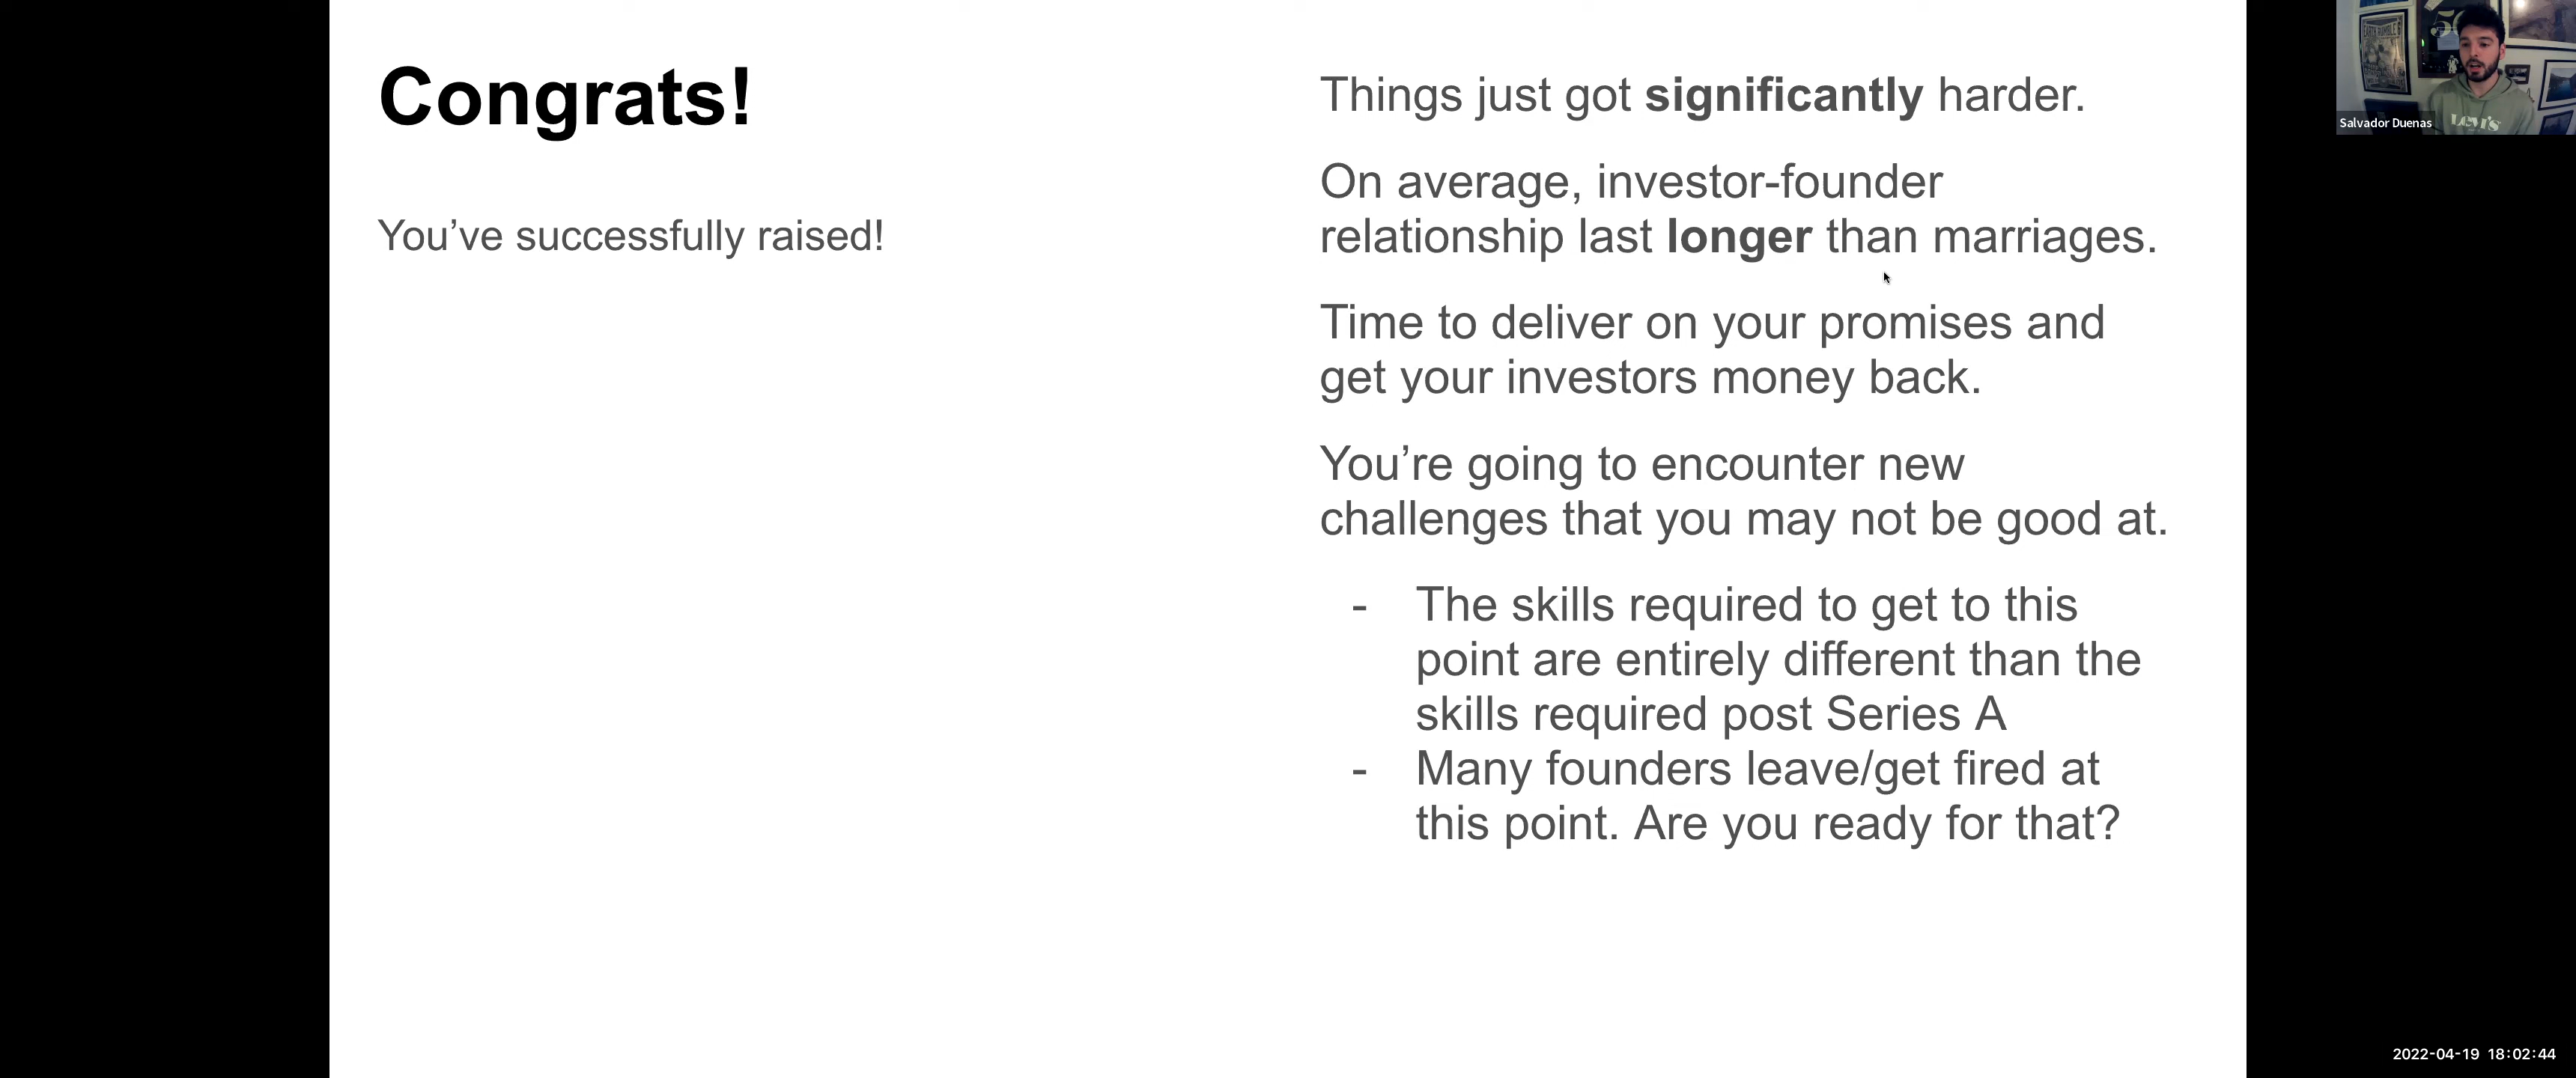 Congrats!
You’ve successfully raised!
Things just got significantly harder.
On average, investor-founder
relationship last longer than marriages.
Time to deliver on your promises and
get your investors money back.
You’re going to encounter new
challenges that you may not be good at.
- The skills required to get to this
point are entirely different than the
skills required post Series A
- Many founders leave/get fired at
this point. Are you ready for that?
Salvador Duenas
Levi's
2022-04-19 18:02:44